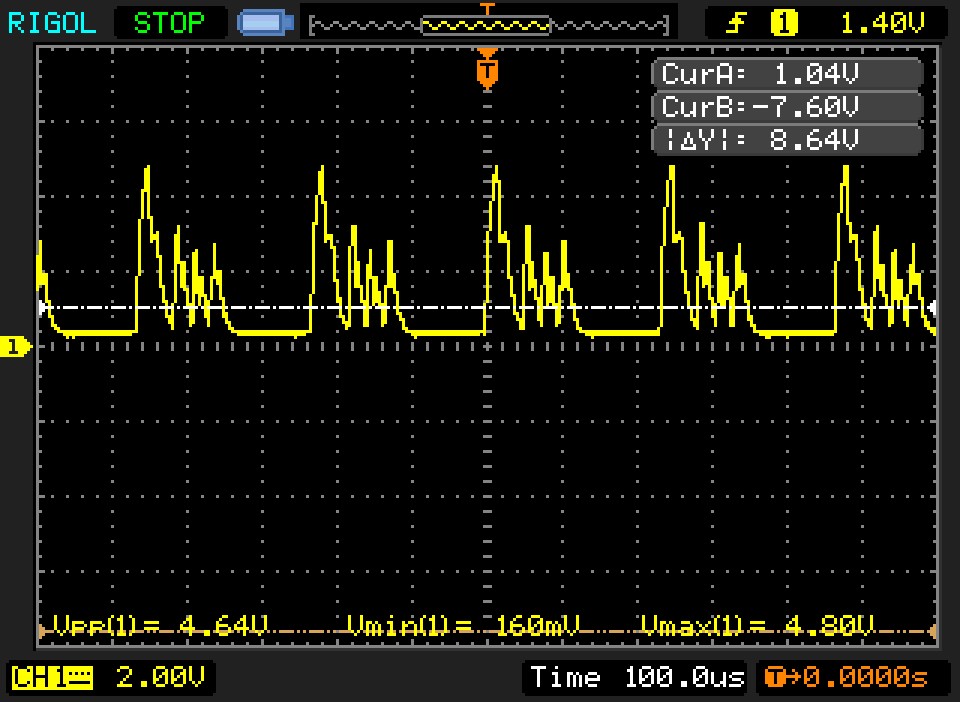 RIGOL STOP T 1 1.40V
T
CurA: 1.04V
CurB:-7.60V
|ΔY|: 8.64V
1
Vpp(1)= 4.64V Vmin(1)= 160mV Vmax(1)= 4.80V
CH1 2.00V Time 100.0us T→0.0000s